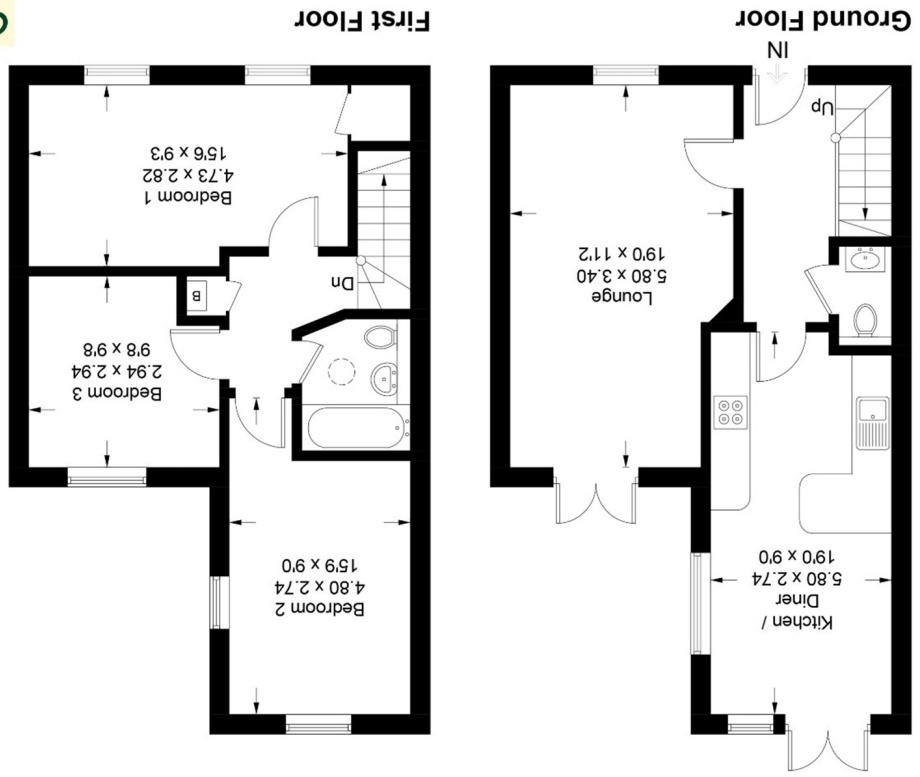 Kitchen /
Diner
5.80 x 2.74
19'0 x 9'0
Lounge
5.80 x 3.40
19'0 x 11'2
Up
IN
Ground Floor
Bedroom 2
4.80 x 2.74
15'9 x 9'0
Bedroom 3
2.94 x 2.94
9'8 x 9'8
B
Dn
Bedroom 1
4.73 x 2.82
15'6 x 9'3
First Floor